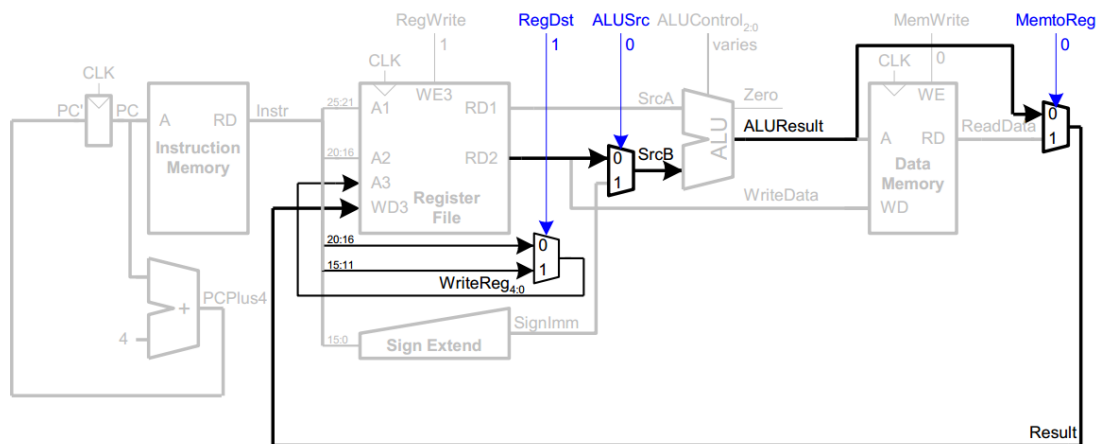 RegWrite
1
RegDst
1
ALUSrc
0
ALUControl2:0
varies
MemWrite
0
MemtoReg
0
CLK
PC'
PC
A RD
Instruction
Memory
Instr
CLK
25:21
A1
WE3
RD1
SrcA
20:16
A2
RD2
A3
WD3
Register
File
0
1
SrcB
ALU
Zero
ALUResult
CLK
WE
A RD
Data
Memory
WD
ReadData
WriteData
0
1
20:16
15:11
0
1
WriteReg4:0
PCPlus4
+
4
SignImm
15:0
Sign Extend
Result